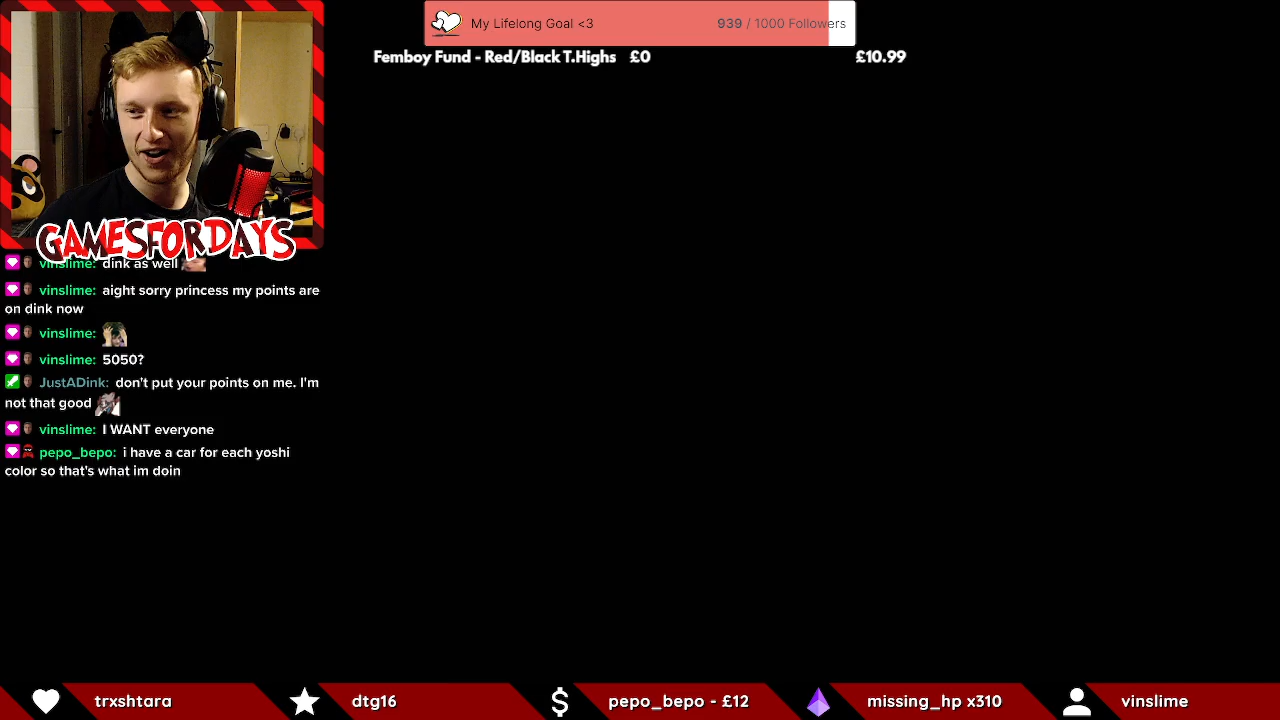 My Lifelong Goal <3 939 / 1000 Followers
Femboy Fund - Red/Black T.Highs £0 £10.99
GAMESFORDAYS
vinslime: dink as well
vinslime: aight sorry princess my points are
on dink now
vinslime:
vinslime: 5050?
JustADink: don't put your points on me. I'm
not that good
vinslime: I WANT everyone
pepo_bepo: i have a car for each yoshi
color so that's what im doin
trxshtara dtg16 pepo_bepo - £12 missing_hp x310 vinslime